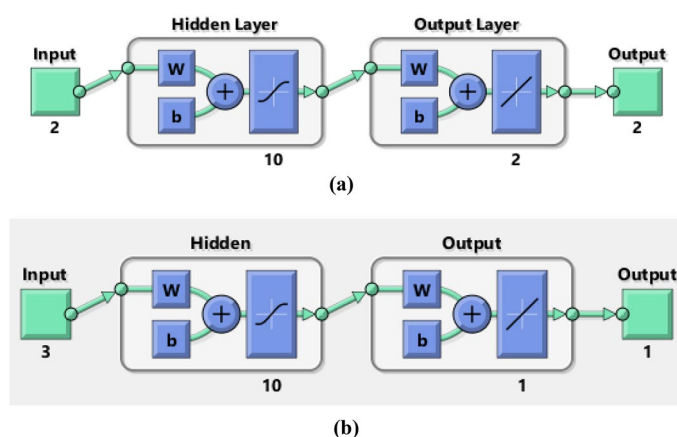 Hidden Layer Output Layer
Input Output
W W
b b
2 10 2 2
(a)
Hidden Output
Input Output
W W
b b
3 10 1 1
(b)